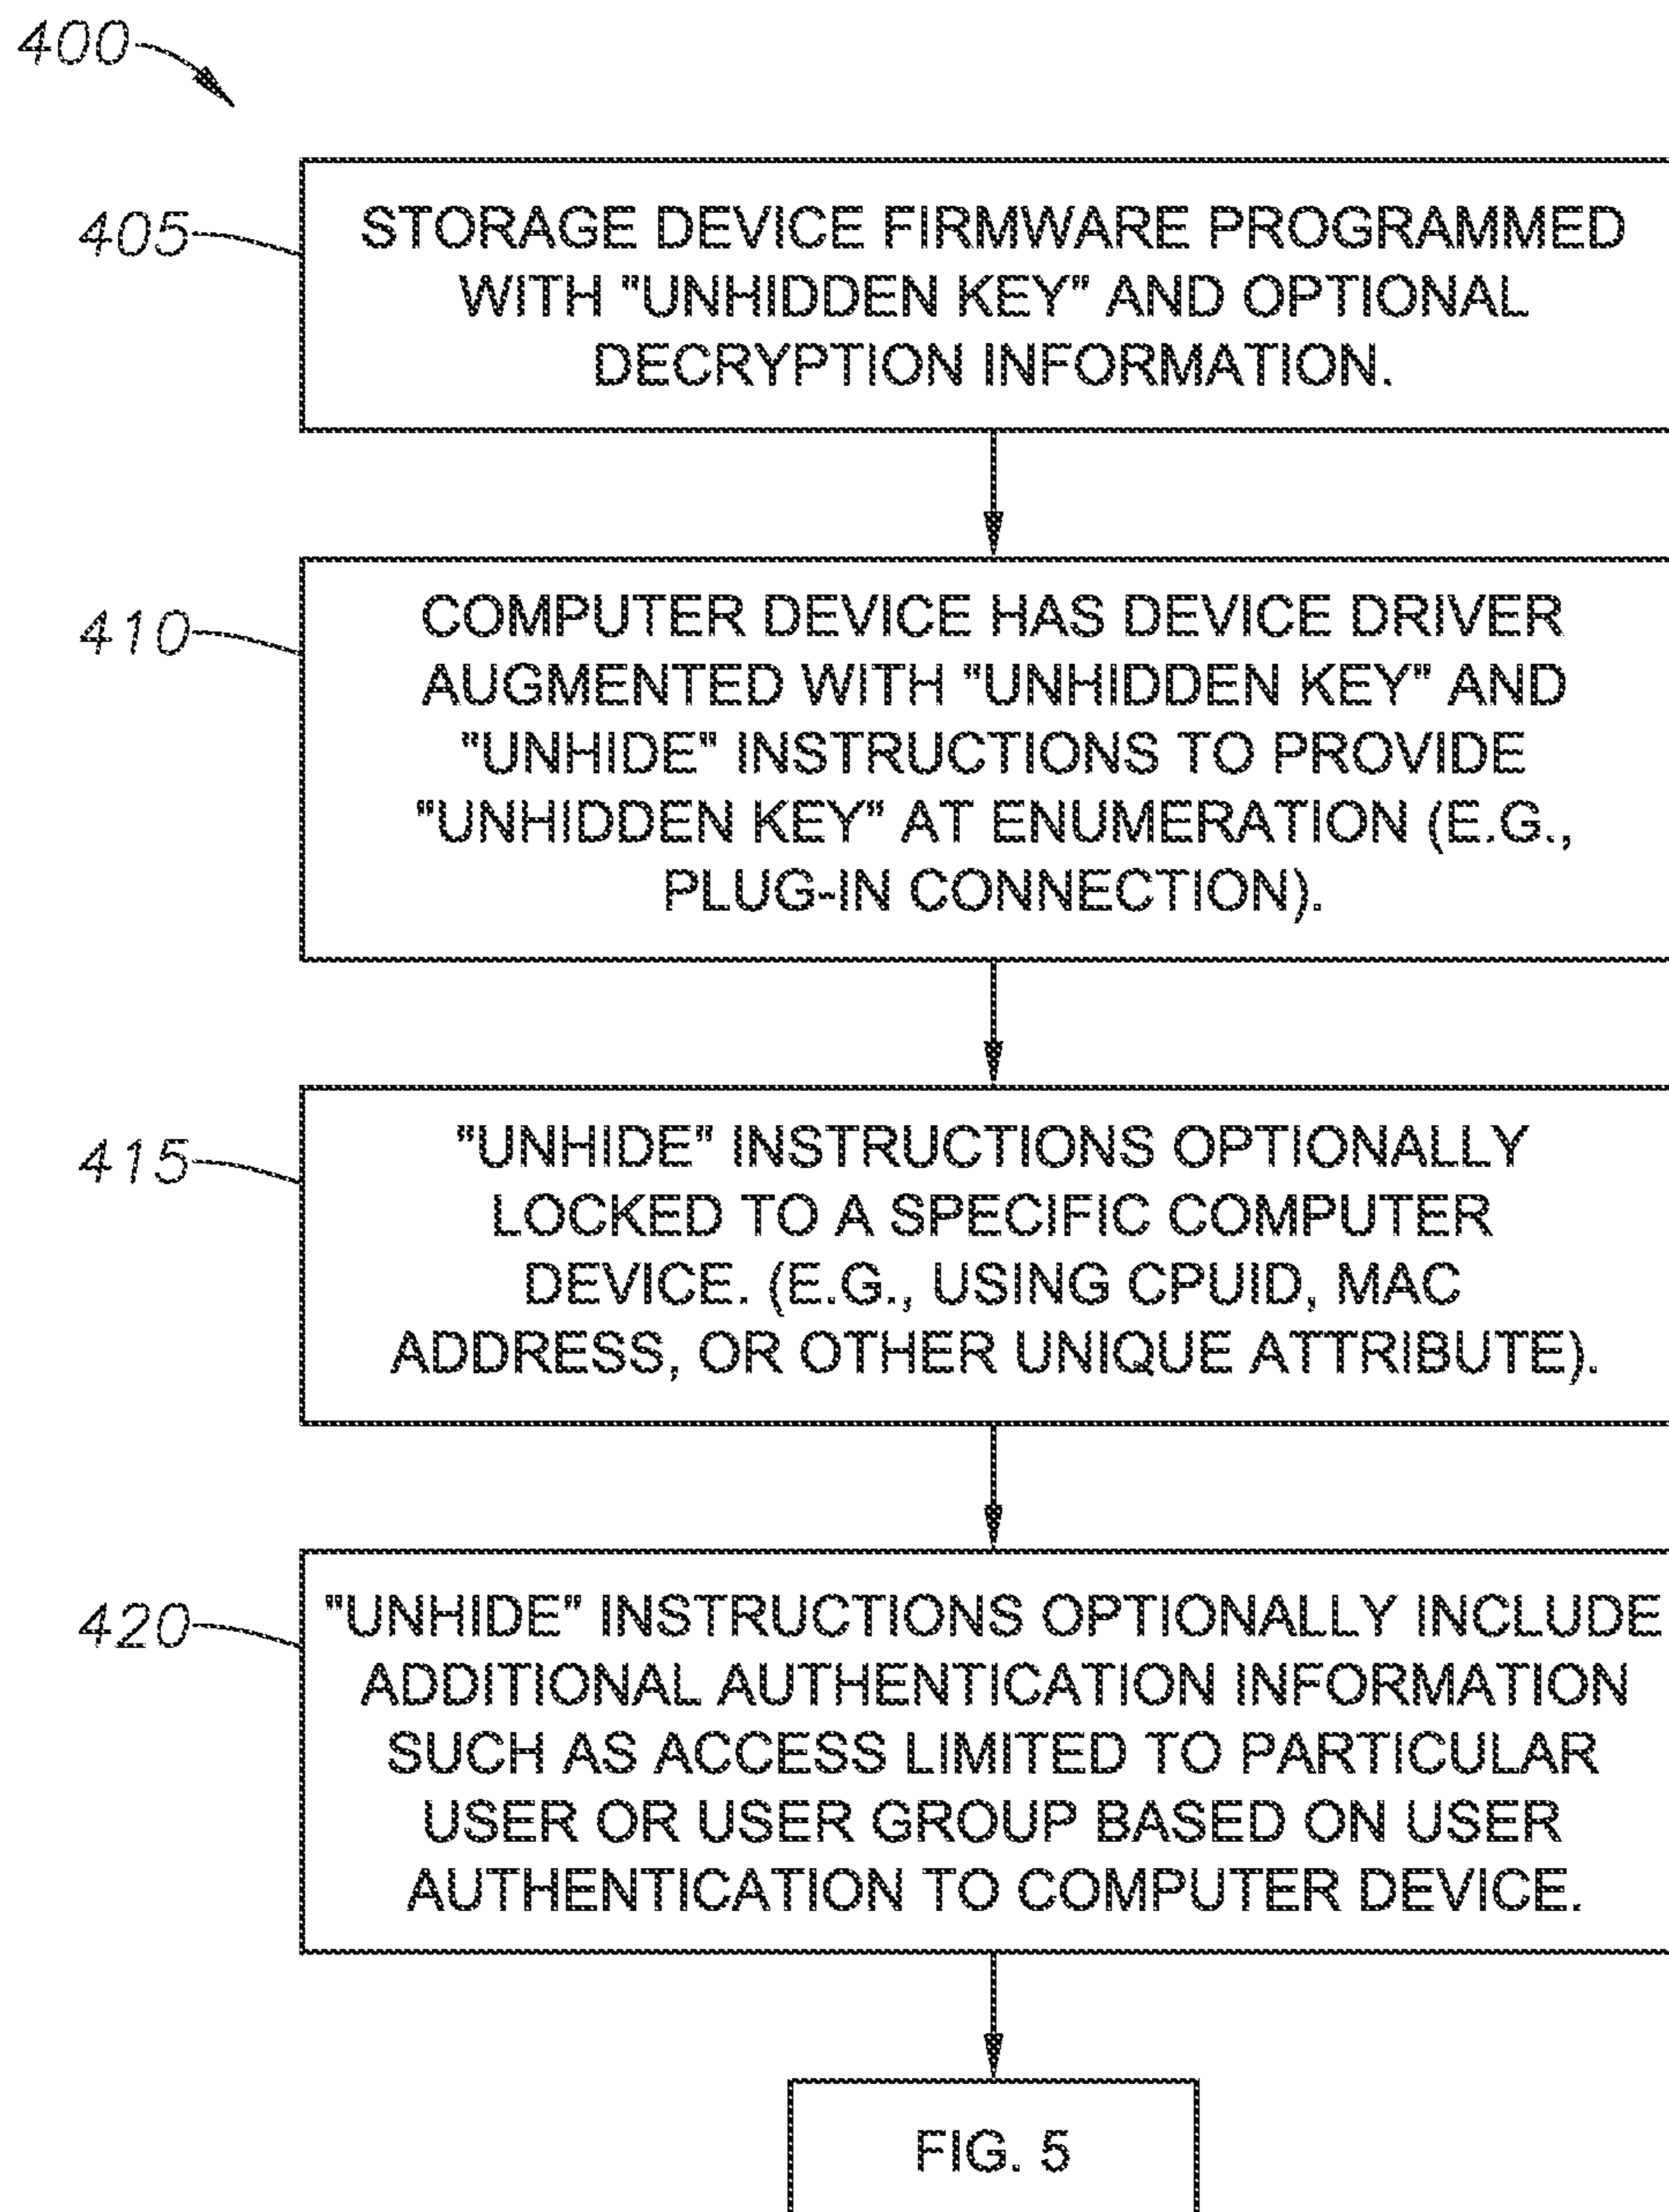 400
405
STORAGE DEVICE FIRMWARE PROGRAMMED
WITH "UNHIDDEN KEY" AND OPTIONAL
DECRYPTION INFORMATION.
410
COMPUTER DEVICE HAS DEVICE DRIVER
AUGMENTED WITH "UNHIDDEN KEY" AND
"UNHIDE" INSTRUCTIONS TO PROVIDE
"UNHIDDEN KEY" AT ENUMERATION (E.G.,
PLUG-IN CONNECTION).
415
"UNHIDE" INSTRUCTIONS OPTIONALLY
LOCKED TO A SPECIFIC COMPUTER
DEVICE. (E.G., USING CPUID, MAC
ADDRESS, OR OTHER UNIQUE ATTRIBUTE).
420
"UNHIDE" INSTRUCTIONS OPTIONALLY INCLUDE
ADDITIONAL AUTHENTICATION INFORMATION
SUCH AS ACCESS LIMITED TO PARTICULAR
USER OR USER GROUP BASED ON USER
AUTHENTICATION TO COMPUTER DEVICE.
FIG. 5